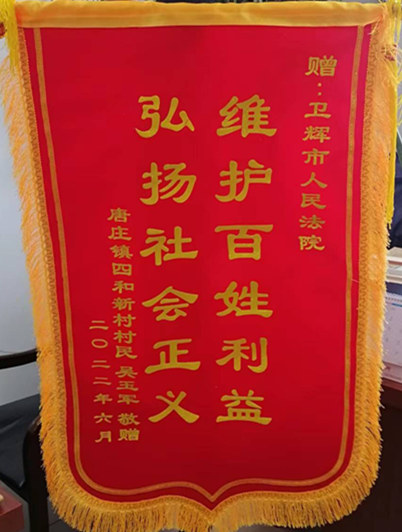 赠：卫辉市人民法院
维护百姓利益
弘扬社会正义
唐庄镇四和新村村民 吴玉军 敬赠
二〇二二年六月